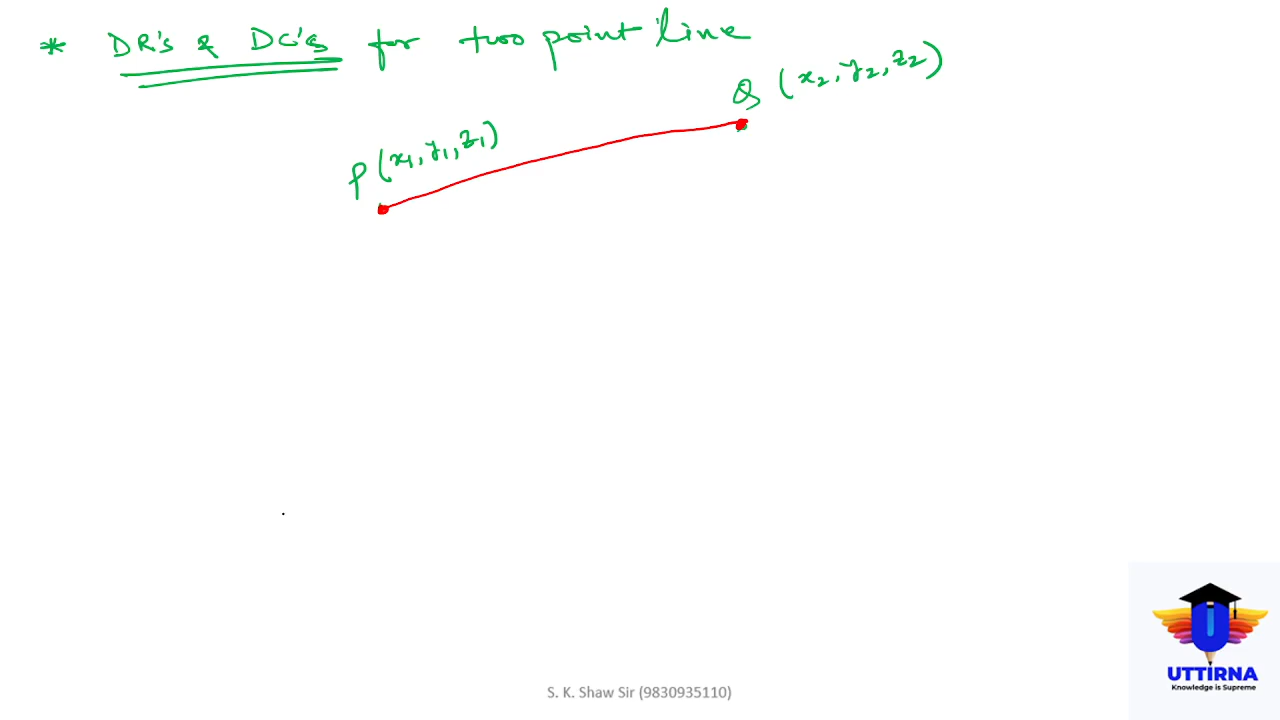 * DR's & DC's for two point line
Q (x₂, y₂, z₂)
P (x₁, y₁, z₁)
U
UTTIRNA
Knowledge is Supreme
S. K. Shaw Sir (9830935110)